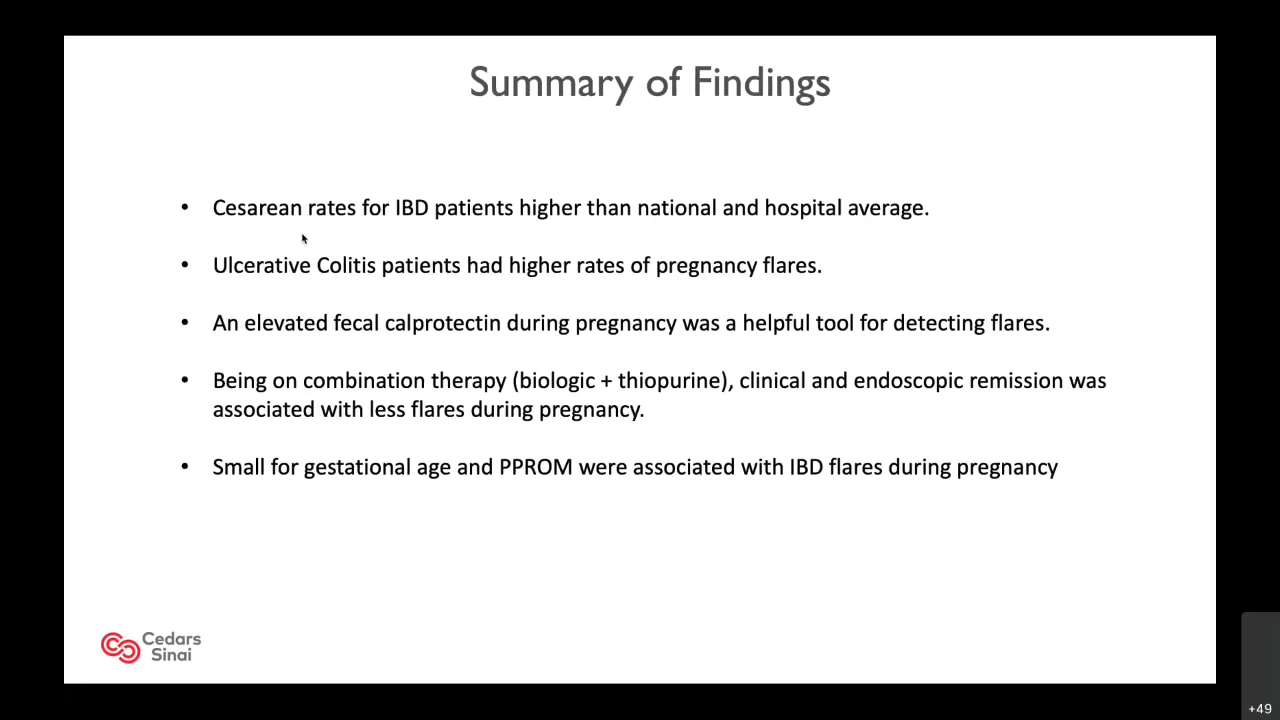 Summary of Findings
• Cesarean rates for IBD patients higher than national and hospital average.
• Ulcerative Colitis patients had higher rates of pregnancy flares.
• An elevated fecal calprotectin during pregnancy was a helpful tool for detecting flares.
• Being on combination therapy (biologic + thiopurine), clinical and endoscopic remission was
associated with less flares during pregnancy.
• Small for gestational age and PPROM were associated with IBD flares during pregnancy
Cedars
Sinai
+49